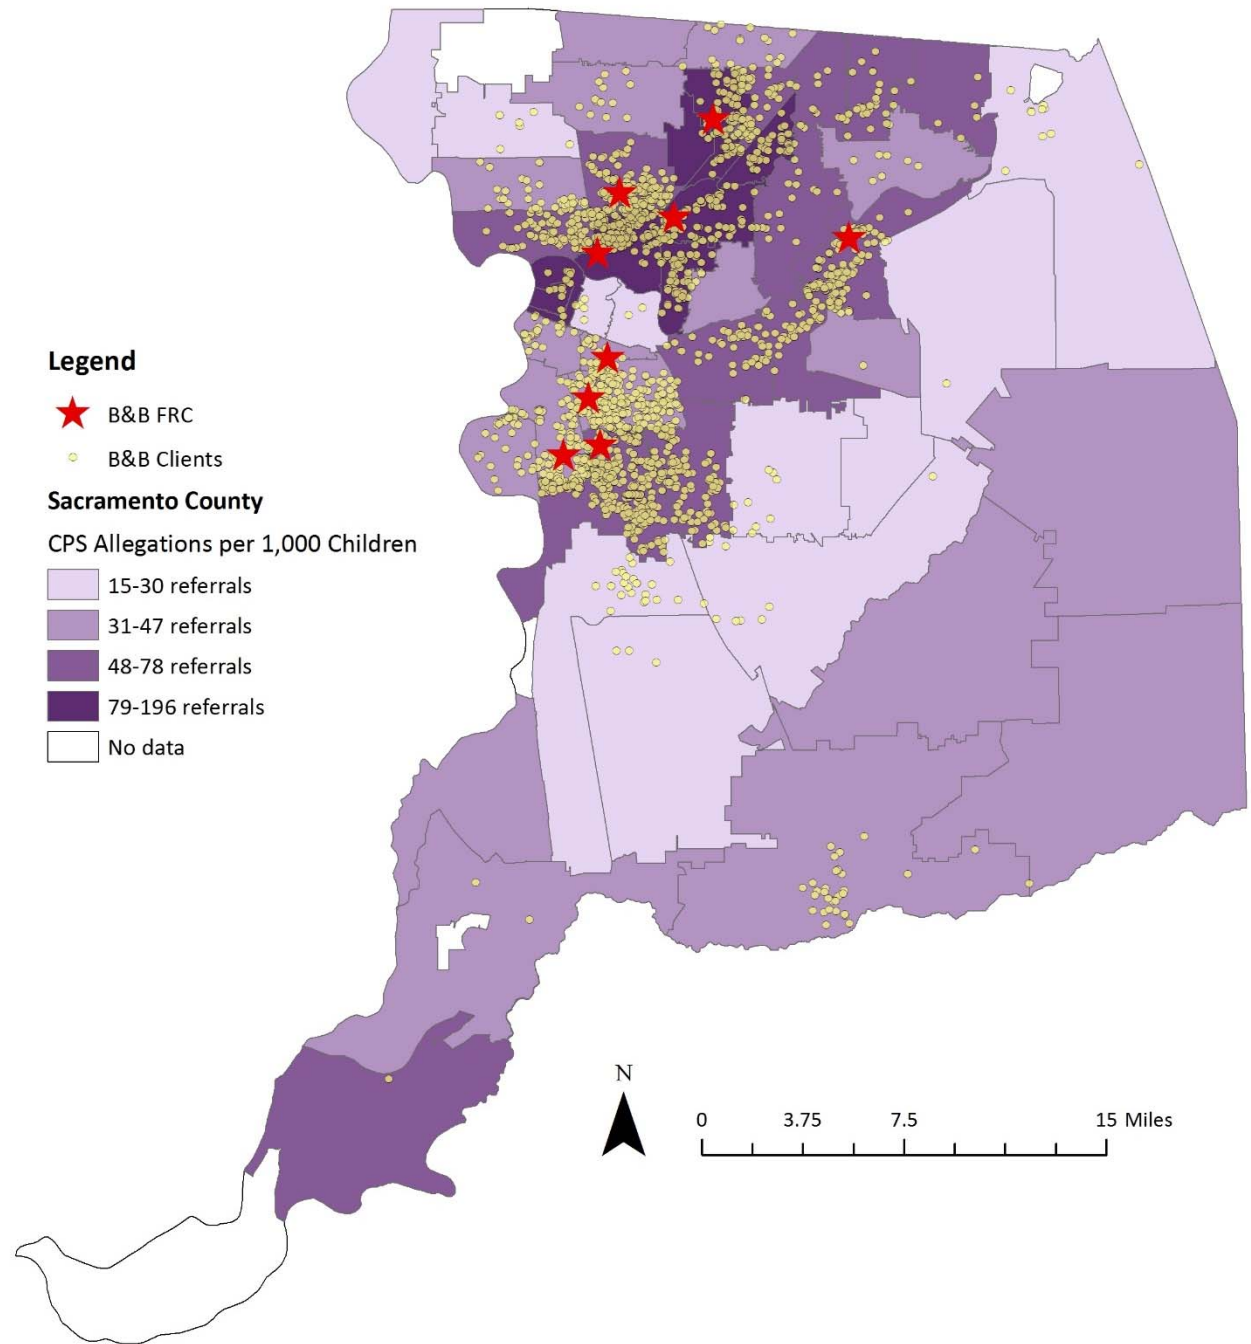 Legend
B&B FRC
B&B Clients
Sacramento County
CPS Allegations per 1,000 Children
15-30 referrals
31-47 referrals
48-78 referrals
79-196 referrals
No data
N
0 3.75 7.5 15 Miles